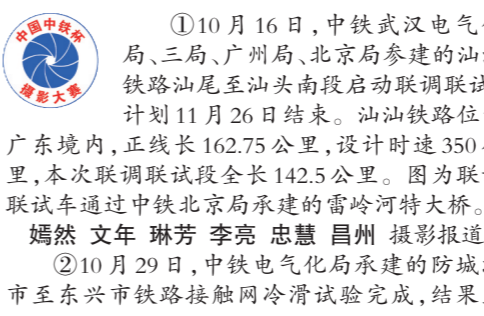 中国中铁杯
摄影大赛
①10月16日,中铁武汉电气
局、三局、广州局、北京局参建的汕
铁路汕尾至汕头南段启动联调联试
计划11月26日结束。汕汕铁路位
广东境内,正线长162.75公里,设计时速350
里,本次联调联试段全长142.5公里。图为联
联试车通过中铁北京局承建的雷岭河特大桥。
嫣然 文年 琳芳 李亮 忠慧 昌州 摄影报道
②10月29日,中铁电气化局承建的防城
市至东兴市铁路接触网冷滑试验完成,结果